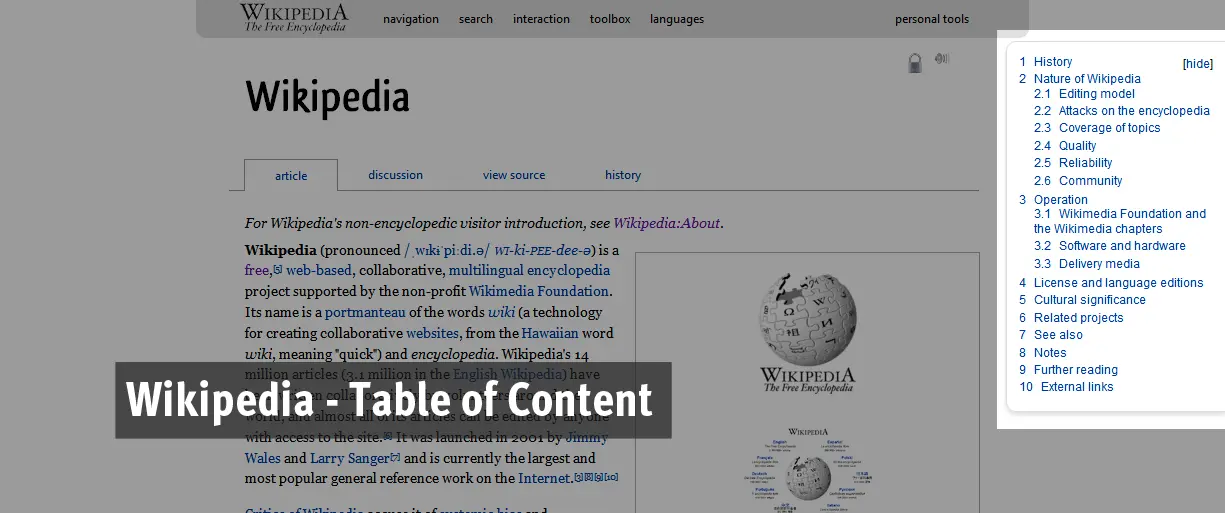 WIKIPEDIA
The Free Encyclopedia
navigation search interaction toolbox languages personal tools
Wikipedia
article discussion view source history
For Wikipedia's non-encyclopedic visitor introduction, see Wikipedia:About.
Wikipedia (pronounced /ˌwɪkɨˈpiːdi.ə/ WI-ki-PEE-dee-ə) is a
free,[5] web-based, collaborative, multilingual encyclopedia
project supported by the non-profit Wikimedia Foundation.
Its name is a portmanteau of the words wiki (a technology
for creating collaborative websites, from the Hawaiian word
wiki, meaning "quick") and encyclopedia. Wikipedia's 14
million articles (3.1 million in the English Wikipedia) have
world, and almost all of its articles can be edited by anyone
with access to the site.[6] It was launched in 2001 by Jimmy
Wales and Larry Sanger[7] and is currently the largest and
most popular general reference work on the Internet.[3][8][9][10]
Critics of Wikipedia accuse it of systemic bias and
Wikipedia - Table of Content
WIKIPEDIA
The Free Encyclopedia
WIKIPEDIA
English Español
Français
Português
1 History [hide]
2 Nature of Wikipedia
2.1 Editing model
2.2 Attacks on the encyclopedia
2.3 Coverage of topics
2.4 Quality
2.5 Reliability
2.6 Community
3 Operation
3.1 Wikimedia Foundation and
the Wikimedia chapters
3.2 Software and hardware
3.3 Delivery media
4 License and language editions
5 Cultural significance
6 Related projects
7 See also
8 Notes
9 Further reading
10 External links